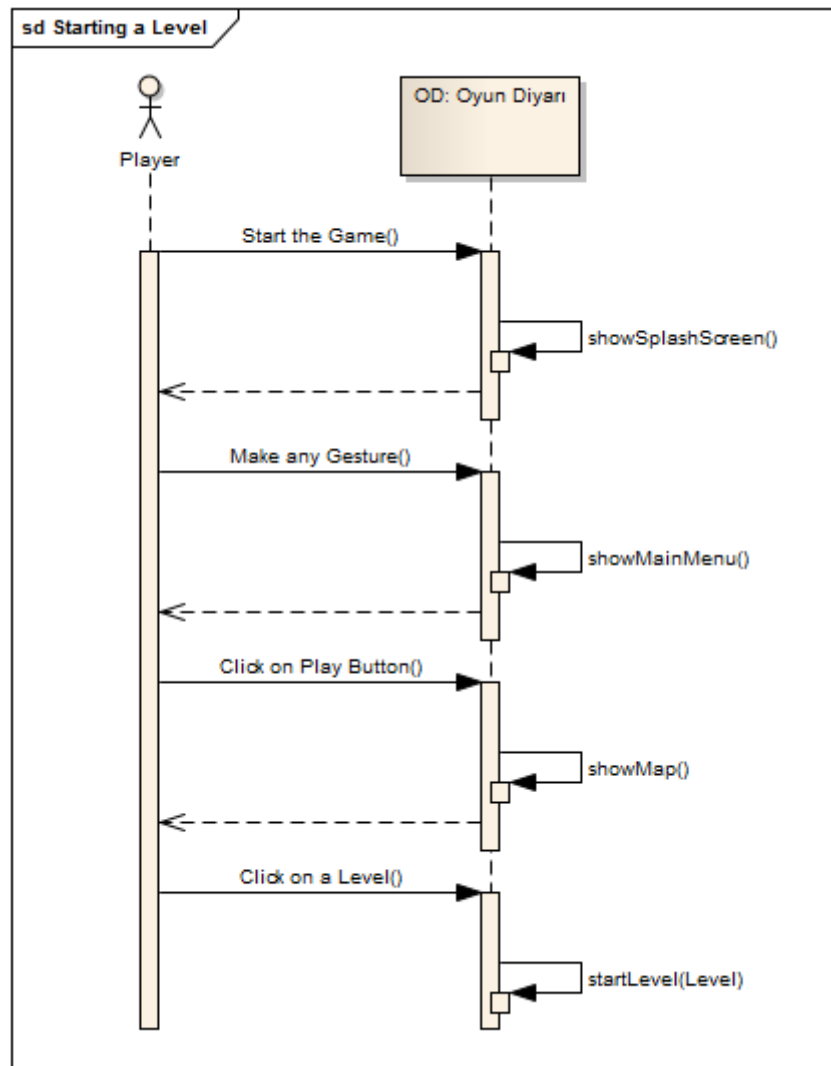 sd Starting a Level
OD: Oyun Diyarı
Player
Start the Game()
showSplashScreen()
Make any Gesture()
showMainMenu()
Click on Play Button()
showMap()
Click on a Level()
startLevel(Level)